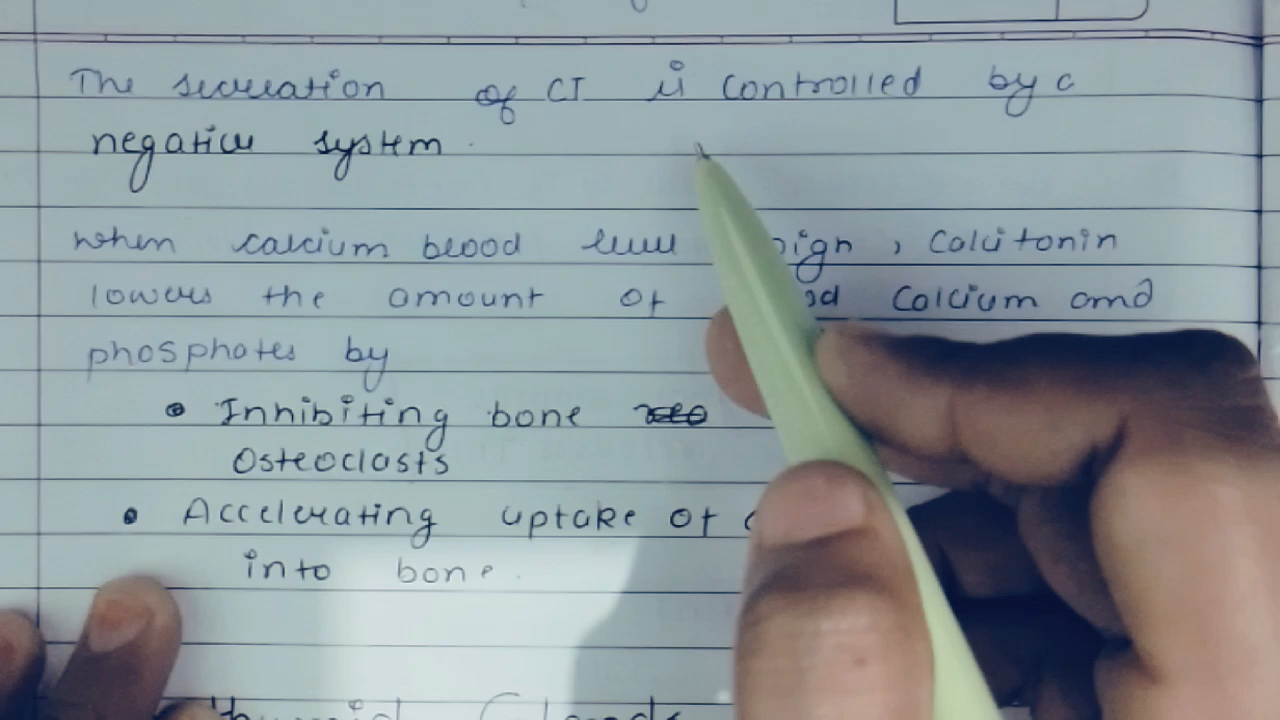 The secreation of CT is controlled by a
negative system.
when calcium blood level , Calcitonin
lowers the amount of Calcium and
phosphates by
• Inhibiting bone
Osteoclasts
• Accelerating uptake of
into bone.